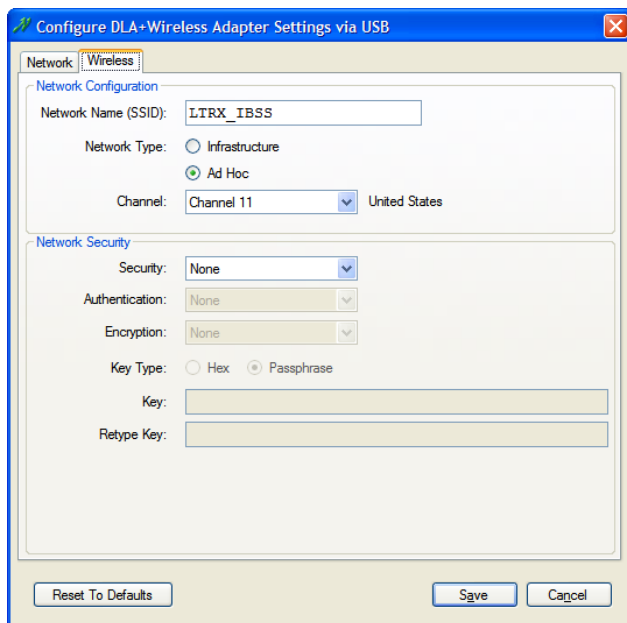 Configure DLA+Wireless Adapter Settings via USB
Network Wireless
Network Configuration
Network Name (SSID): LTRX_IBSS
Network Type: Infrastructure
Ad Hoc
Channel: Channel 11 United States
Network Security
Security: None
Authentication: None
Encryption: None
Key Type: Hex Passphrase
Key:
Retype Key:
Reset To Defaults Save Cancel